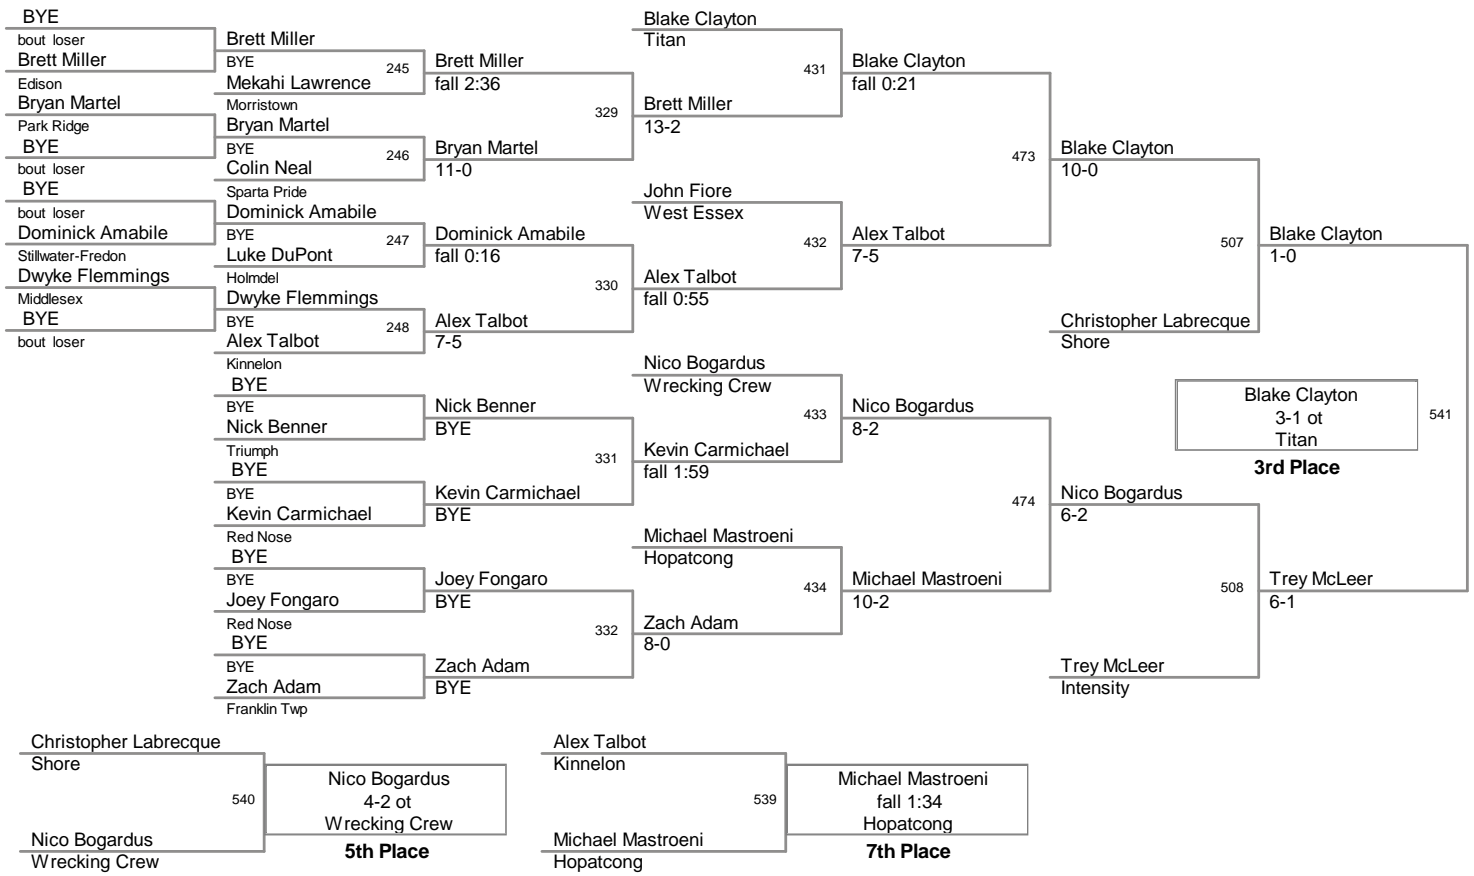 BYE
bout loser
Brett Miller
Edison
Bryan Martel
Park Ridge
BYE
bout loser
BYE
bout loser
Dominick Amabile
Stillwater-Fredon
Dwyke Flemmings
Middlesex
BYE
bout loser
Brett Miller
BYE
245
Mekahi Lawrence
Morristown
Bryan Martel
BYE
246
Colin Neal
Sparta Pride
Dominick Amabile
BYE
247
Luke DuPont
Holmdel
Dwyke Flemmings
BYE
248
Alex Talbot
Kinnelon
BYE
BYE
Nick Benner
Triumph
BYE
BYE
Kevin Carmichael
Red Nose
BYE
BYE
Joey Fongaro
Red Nose
BYE
BYE
Zach Adam
Franklin Twp
Brett Miller
fall 2:36
329
Bryan Martel
11-0
Dominick Amabile
fall 0:16
330
Alex Talbot
7-5
Nick Benner
BYE
331
Kevin Carmichael
BYE
Joey Fongaro
BYE
332
Zach Adam
BYE
Blake Clayton
Titan
431
Brett Miller
13-2
John Fiore
West Essex
432
Alex Talbot
fall 0:55
Nico Bogardus
Wrecking Crew
433
Kevin Carmichael
fall 1:59
Michael Mastroeni
Hopatcong
434
Zach Adam
8-0
Blake Clayton
fall 0:21
473
Alex Talbot
7-5
Nico Bogardus
8-2
474
Michael Mastroeni
10-2
Blake Clayton
10-0
507
Christopher Labrecque
Shore
Nico Bogardus
6-2
508
Trey McLeer
Intensity
Blake Clayton
1-0
Blake Clayton
3-1 ot
Titan
541
3rd Place
Trey McLeer
6-1
Christopher Labrecque
Shore
540
Nico Bogardus
Wrecking Crew
Nico Bogardus
4-2 ot
Wrecking Crew
5th Place
Alex Talbot
Kinnelon
539
Michael Mastroeni
Hopatcong
Michael Mastroeni
fall 1:34
Hopatcong
7th Place